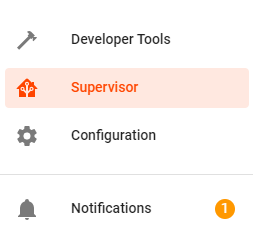 Developer Tools
Supervisor
Configuration
Notifications 1